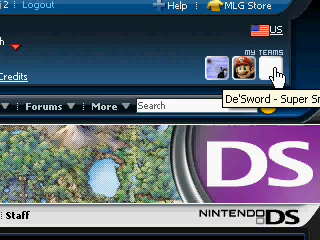 2 | Logout
Help
MLG Store
US
h
MY TEAMS
Credits
Forums
More
Search
De'Sword - Super Sr
DS
Staff
NINTENDO DS